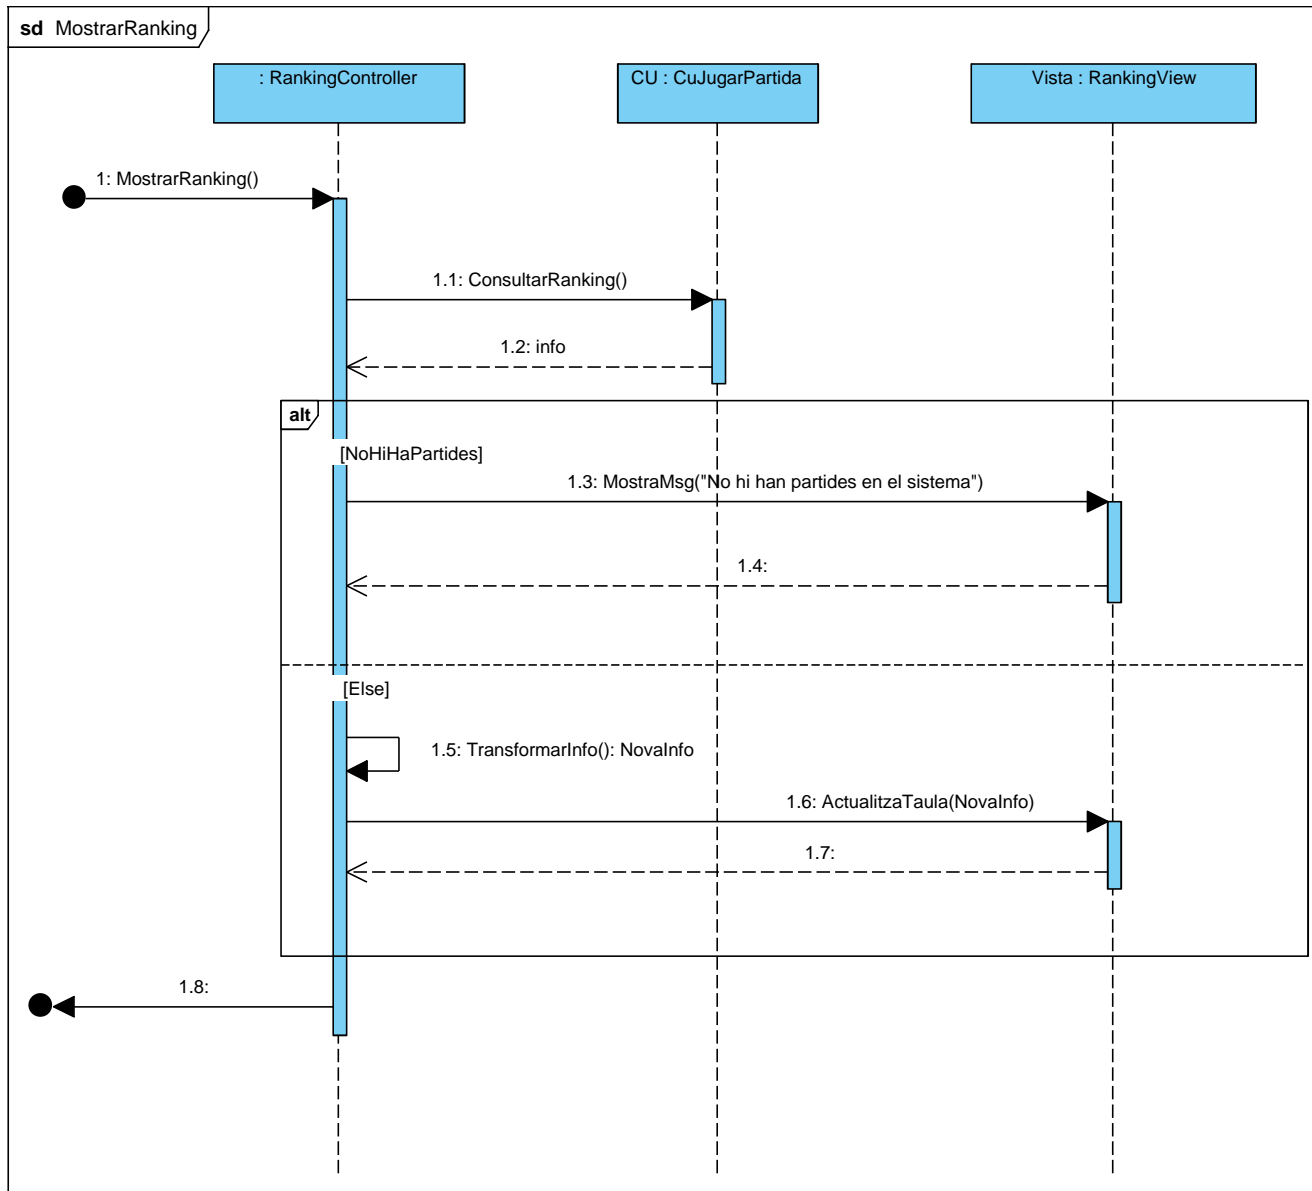 sd MostrarRanking
: RankingController
CU : CuJugarPartida
Vista : RankingView
1: MostrarRanking()
1.1: ConsultarRanking()
1.2: info
alt
[NoHiHaPartides]
1.3: MostraMsg("No hi han partides en el sistema")
1.4:
[Else]
1.5: TransformarInfo(): NovaInfo
1.6: ActualitzaTaula(NovaInfo)
1.7:
1.8: